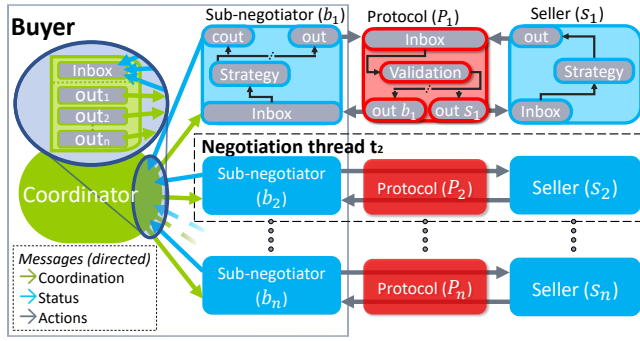 Buyer
Sub-negotiator (b₁)
Protocol (P₁)
Seller (s₁)
Inbox
out₁
out₂
outₙ
cout
out
Strategy
Inbox
Inbox
Validation
out b₁
out s₁
out
Strategy
Inbox
Negotiation thread t₂
Coordinator
Sub-negotiator
(b₂)
Protocol (P₂)
Seller (s₂)
Messages (directed)
Coordination
Status
Actions
Sub-negotiator
(bₙ)
Protocol (Pₙ)
Seller (sₙ)